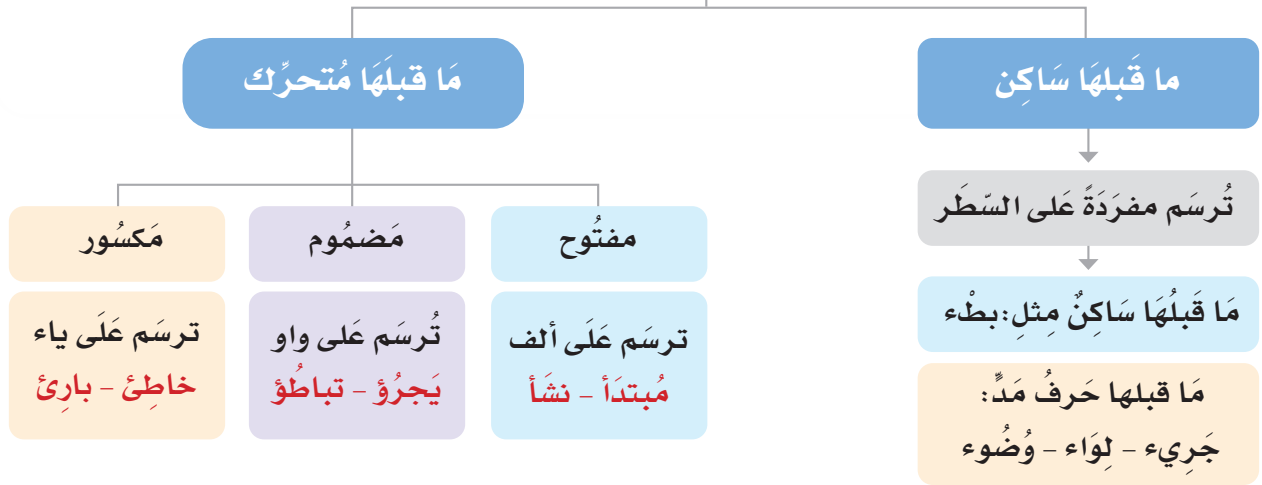 ما قَبلهَا سَاكِن
تُرسَم مفرَدَةً عَلى السّطَر
مَا قَبلُهَا سَاكِنٌ مِثلِ: بطْء
مَا قبلها حَرفُ مَدٍّ:
جَرِيء – لِوَاء – وُضُوء
مَا قبلَهَا مُتحرِّك
مفتُوح
ترسَم عَلَى ألف
مُبتدَأ – نشَأ
مَضمُوم
تُرسَم عَلى واو
يَجرُؤ – تباطُؤ
مَكسُور
ترسَم عَلَى ياء
خاطِئ – بارِئ